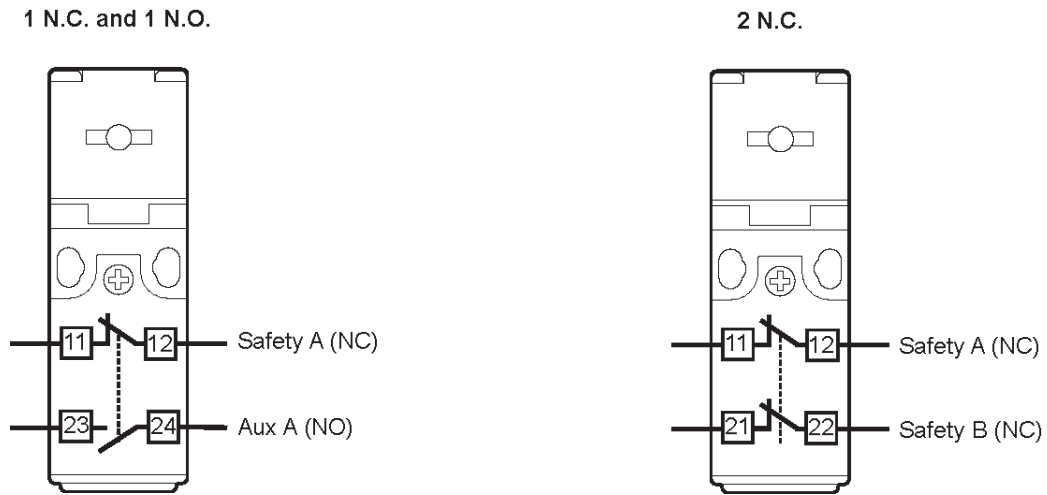 1 N.C. and 1 N.O.
11 12 Safety A (NC)
23 24 Aux A (NO)
2 N.C.
11 12 Safety A (NC)
21 22 Safety B (NC)